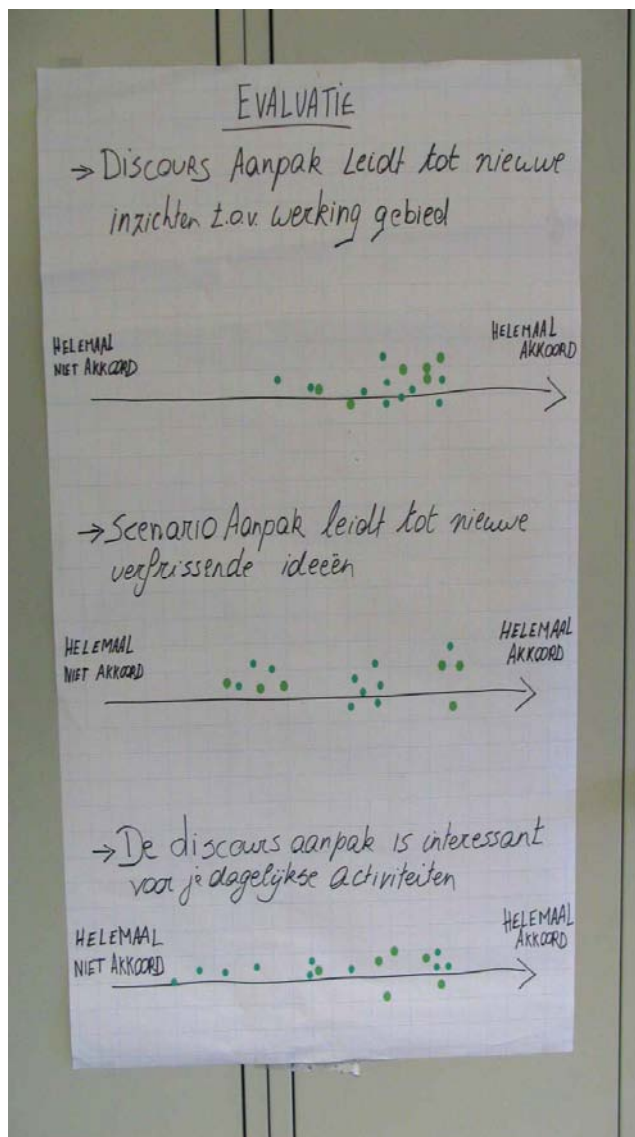 EVALUATIE
→ DISCOURS AANPAK LEIDT tot nieuwe
inzichten t.o.v. werking gebied
HELEMAAL
NIET AKKOORD
HELEMAAL
AKKOORD
→ SCENARIO AANPAK leidt tot nieuwe
verfrissende ideeën
HELEMAAL
NIET AKKOORD
HELEMAAL
AKKOORD
→ De discours aanpak is interessant
voor je dagelijkse activiteiten
HELEMAAL
NIET AKKOORD
HELEMAAL
AKKOORD